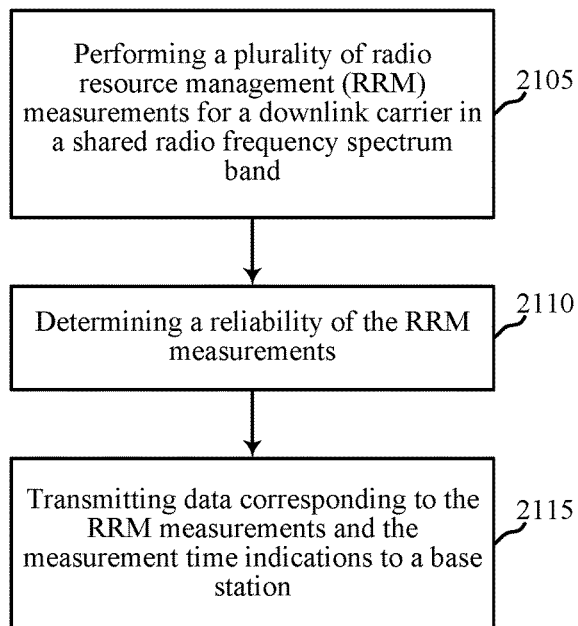 Performing a plurality of radio
resource management (RRM)
measurements for a downlink carrier in
a shared radio frequency spectrum
band
2105
Determining a reliability of the RRM
measurements
2110
Transmitting data corresponding to the
RRM measurements and the
measurement time indications to a base
station
2115